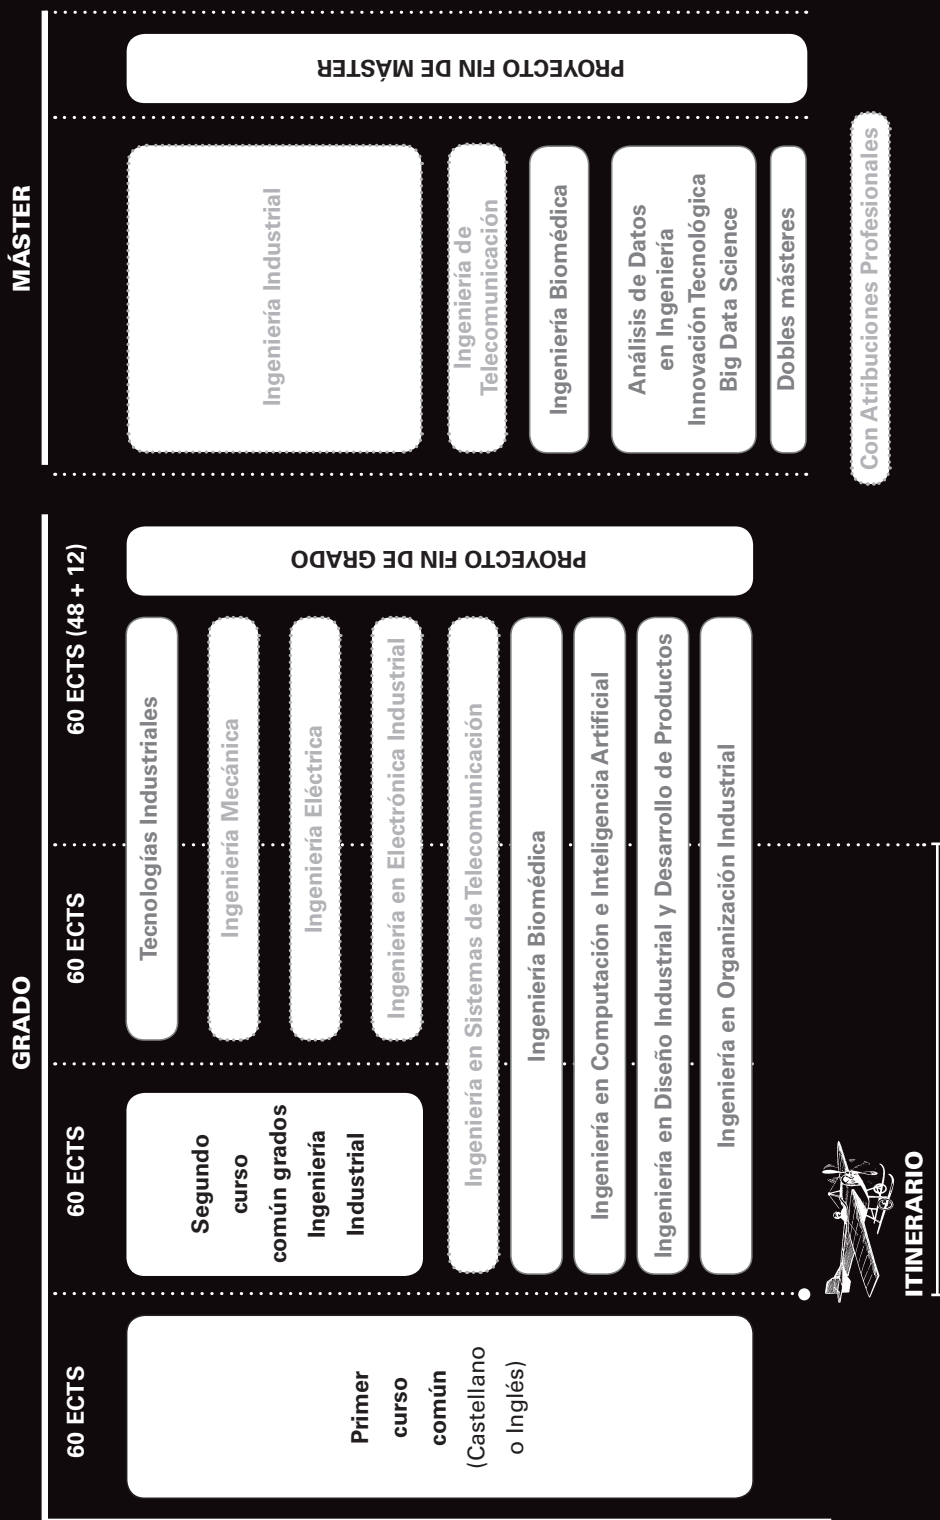 GRADO
MÁSTER
60 ECTS
60 ECTS
60 ECTS
60 ECTS (48 + 12)
Primer
curso
común
(Castellano
o Inglés)
Segundo
curso
común grados
Ingeniería
Industrial
Tecnologías Industriales
Ingeniería Mecánica
Ingeniería Eléctrica
Ingeniería en Electrónica Industrial
Ingeniería en Sistemas de Telecomunicación
Ingeniería Biomédica
Ingeniería en Computación e Inteligencia Artificial
Ingeniería en Diseño Industrial y Desarrollo de Productos
Ingeniería en Organización Industrial
PROYECTO FIN DE GRADO
Ingeniería Industrial
Ingeniería de
Telecomunicación
Ingeniería Biomédica
Análisis de Datos
en Ingeniería
Innovación Tecnológica
Big Data Science
Dobles másteres
PROYECTO FIN DE MÁSTER
ITINERARIO
Con Atribuciones Profesionales